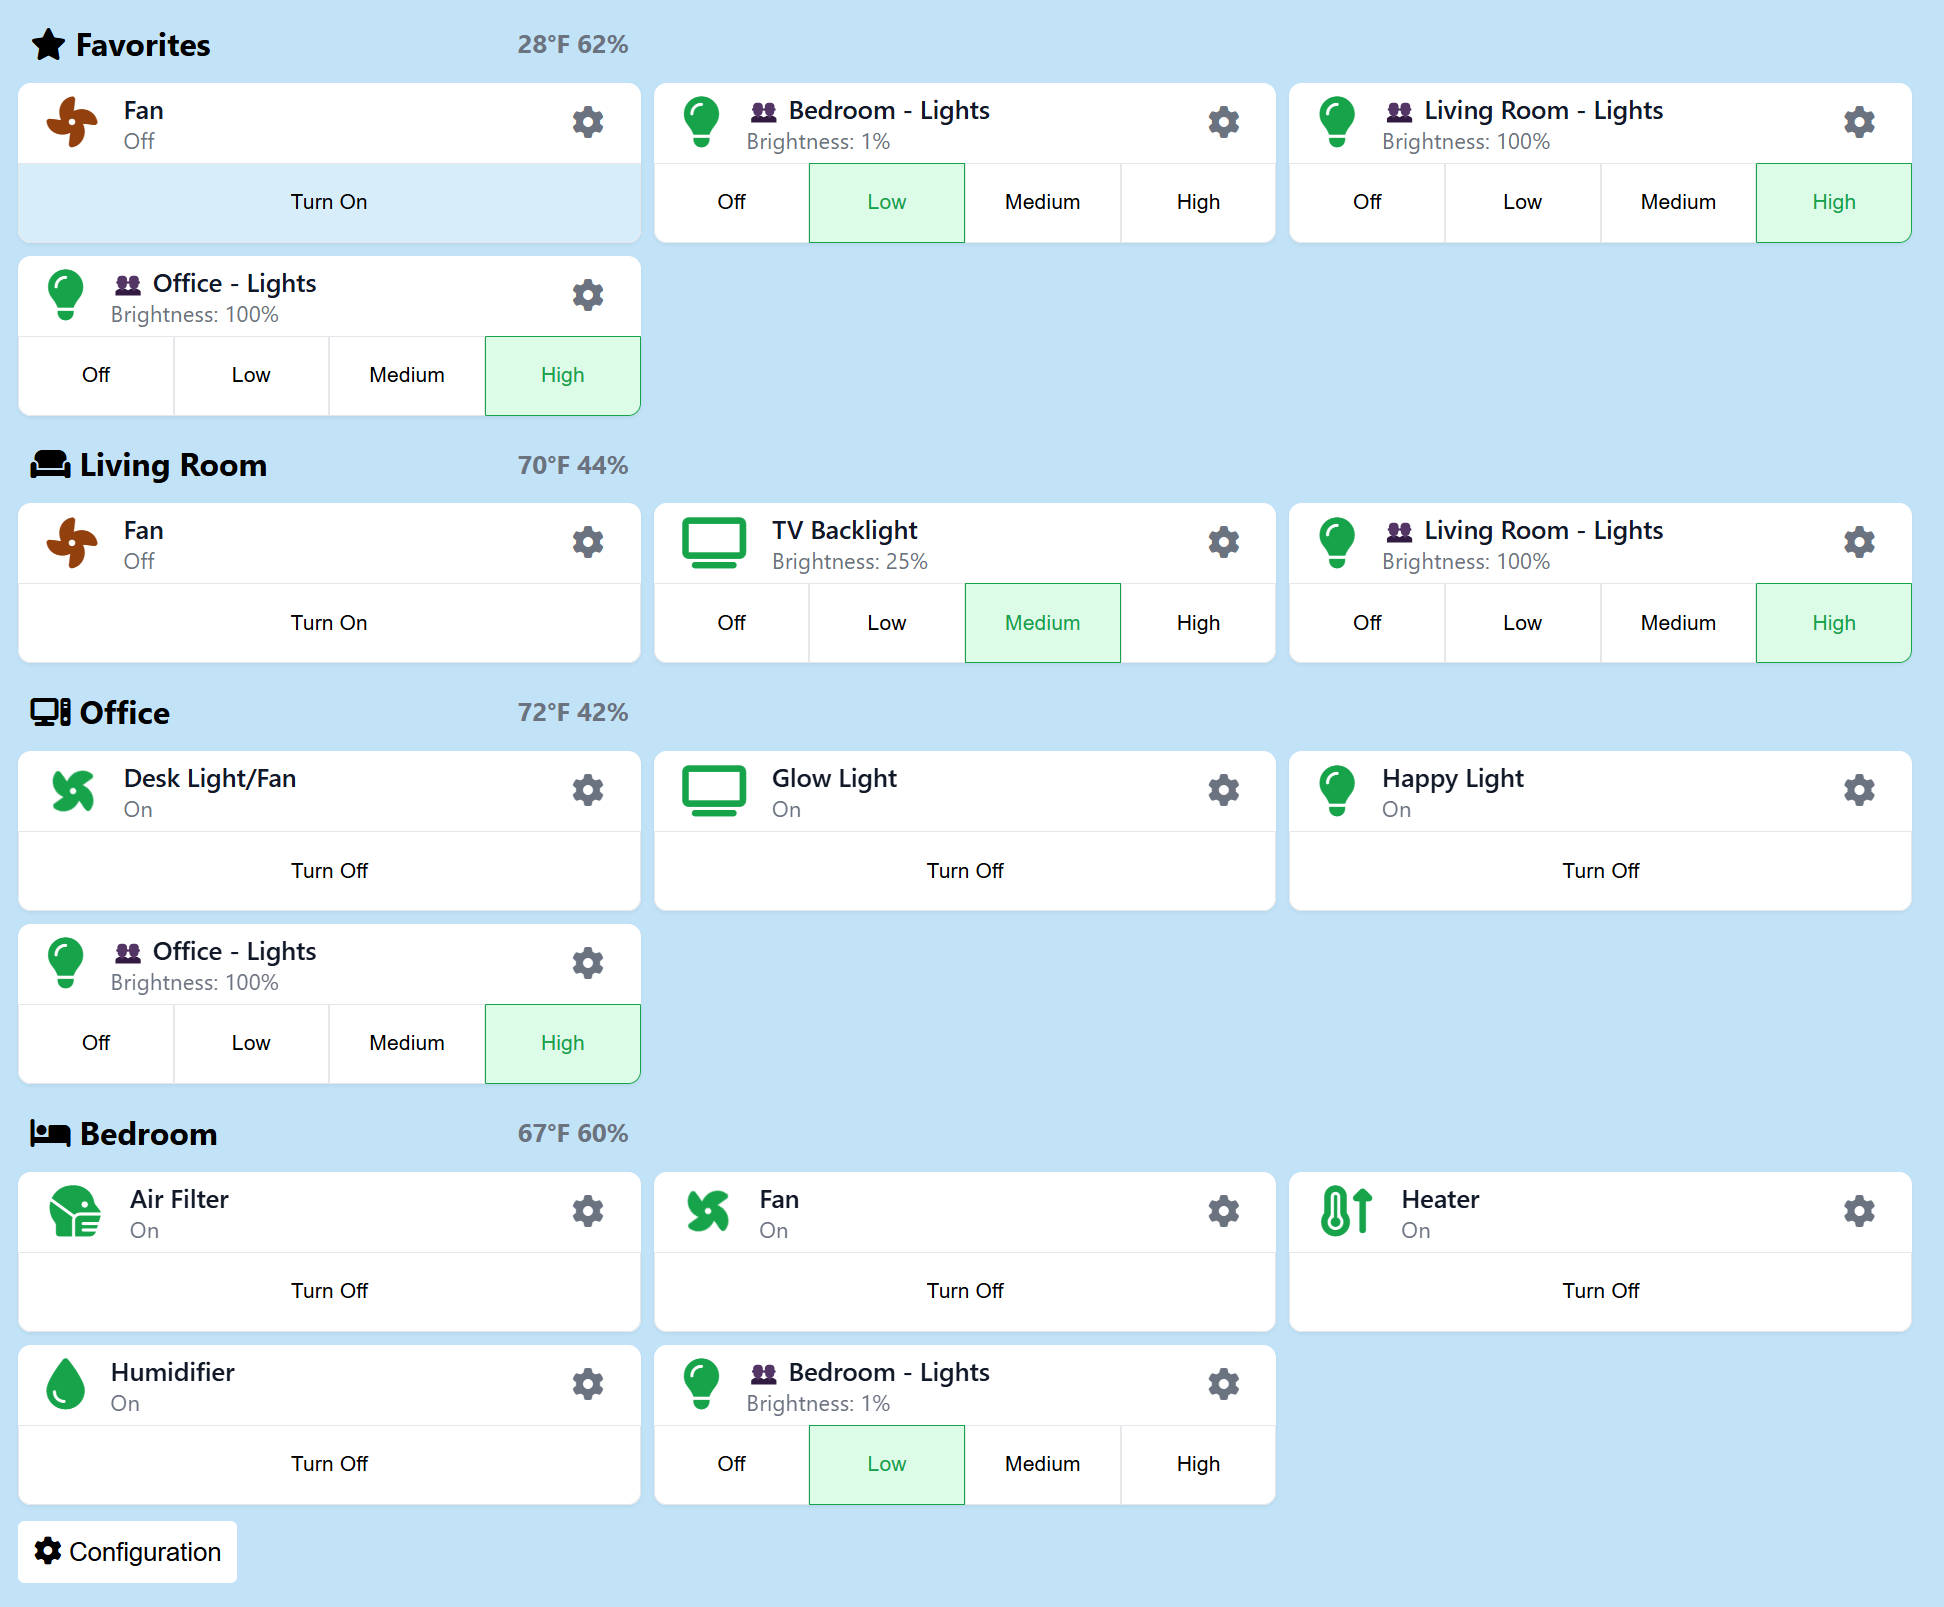 Favorites 28°F 62%
Fan
Off
Turn On
Bedroom - Lights
Brightness: 1%
Off Low Medium High
Living Room - Lights
Brightness: 100%
Off Low Medium High
Office - Lights
Brightness: 100%
Off Low Medium High
Living Room 70°F 44%
Fan
Off
Turn On
TV Backlight
Brightness: 25%
Off Low Medium High
Living Room - Lights
Brightness: 100%
Off Low Medium High
Office 72°F 42%
Desk Light/Fan
On
Turn Off
Glow Light
On
Turn Off
Happy Light
On
Turn Off
Office - Lights
Brightness: 100%
Off Low Medium High
Bedroom 67°F 60%
Air Filter
On
Turn Off
Fan
On
Turn Off
Heater
On
Turn Off
Humidifier
On
Turn Off
Bedroom - Lights
Brightness: 1%
Off Low Medium High
Configuration